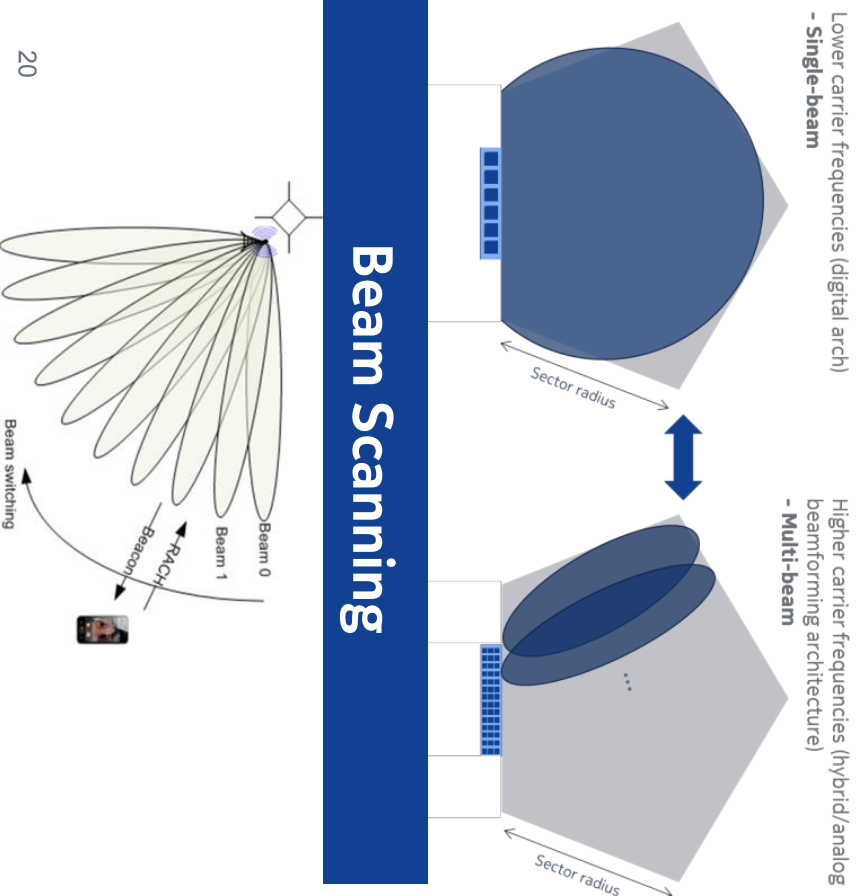 Lower carrier frequencies (digital arch)
- Single-beam
Higher carrier frequencies (hybrid/analog
beamforming architecture)
- Multi-beam
Sector radius
...
Sector radius
Beam Scanning
Beam 0
Beam 1
RACH
Beacon
Beam switching
20